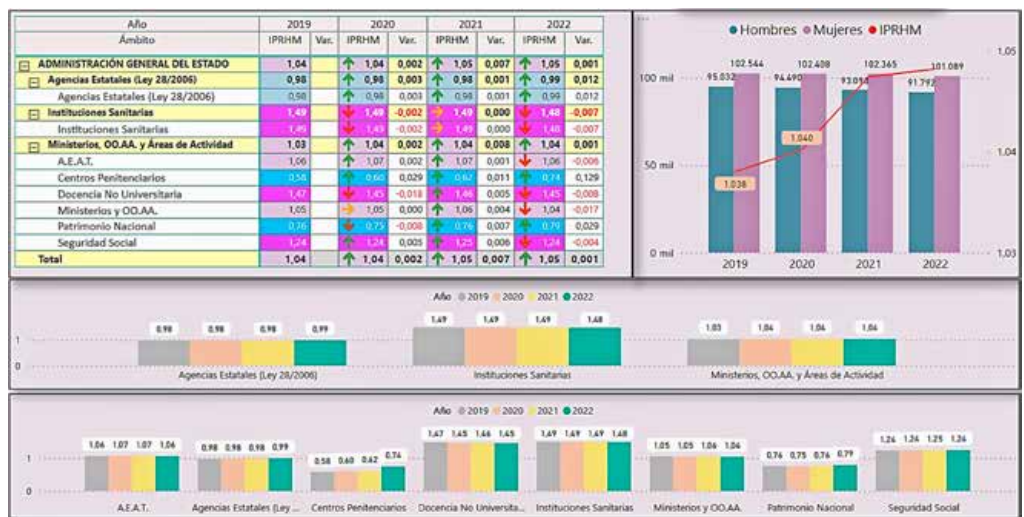 Año 2019 2020 2021 2022
Ámbito IPRHM Var. IPRHM Var. IPRHM Var. IPRHM Var.
ADMINISTRACIÓN GENERAL DEL ESTADO 1,04 1,04 0,002 1,05 0,007 1,05 0,001
Agencias Estatales (Ley 28/2006) 0,98 0,98 0,003 0,98 0,001 0,99 0,012
Agencias Estatales (Ley 28/2006) 0,98 0,98 0,003 0,98 0,001 0,99 0,012
Instituciones Sanitarias 1,49 1,49 -0,002 1,49 0,000 1,48 -0,007
Instituciones Sanitarias 1,49 1,49 -0,002 1,49 0,000 1,48 -0,007
Ministerios, OO.AA. y Áreas de Actividad 1,03 1,04 0,002 1,04 0,008 1,04 0,001
A.E.A.T. 1,06 1,07 0,002 1,07 0,001 1,06 -0,006
Centros Penitenciarios 0,58 0,60 0,029 0,62 0,011 0,74 0,129
Docencia No Universitaria 1,47 1,45 -0,018 1,46 0,005 1,45 -0,008
Ministerios y OO.AA. 1,05 1,05 0,000 1,06 0,004 1,04 -0,017
Patrimonio Nacional 0,76 0,75 -0,008 0,76 0,007 0,79 0,029
Seguridad Social 1,24 1,24 0,005 1,25 0,006 1,24 -0,004
Total 1,04 1,04 0,002 1,05 0,007 1,05 0,001
Hombres Mujeres IPRHM
1,05
100 mil 95.032 102.544 94.490 102.408 93.094 102.365 91.792 101.089
1.040
1,04
50 mil
1.038
0 mil 1,03
2019 2020 2021 2022
Año 2019 2020 2021 2022
0,98 0,98 0,98 0,99 1,49 1,49 1,49 1,48 1,03 1,04 1,04 1,04
1
Agencias Estatales (Ley 28/2006) Instituciones Sanitarias Ministerios, OO.AA. y Áreas de Actividad
Año 2019 2020 2021 2022
1,06 1,07 1,07 1,06 0,98 0,98 0,98 0,99 0,58 0,60 0,62 0,74 1,47 1,45 1,46 1,45 1,49 1,49 1,49 1,48 1,05 1,05 1,06 1,04 0,76 0,75 0,76 0,79 1,24 1,24 1,25 1,24
1
0
A.E.A.T. Agencias Estatales (Ley ... Centros Penitenciarios Docencia No Universita... Instituciones Sanitarias Ministerios y OO.AA. Patrimonio Nacional Seguridad Social